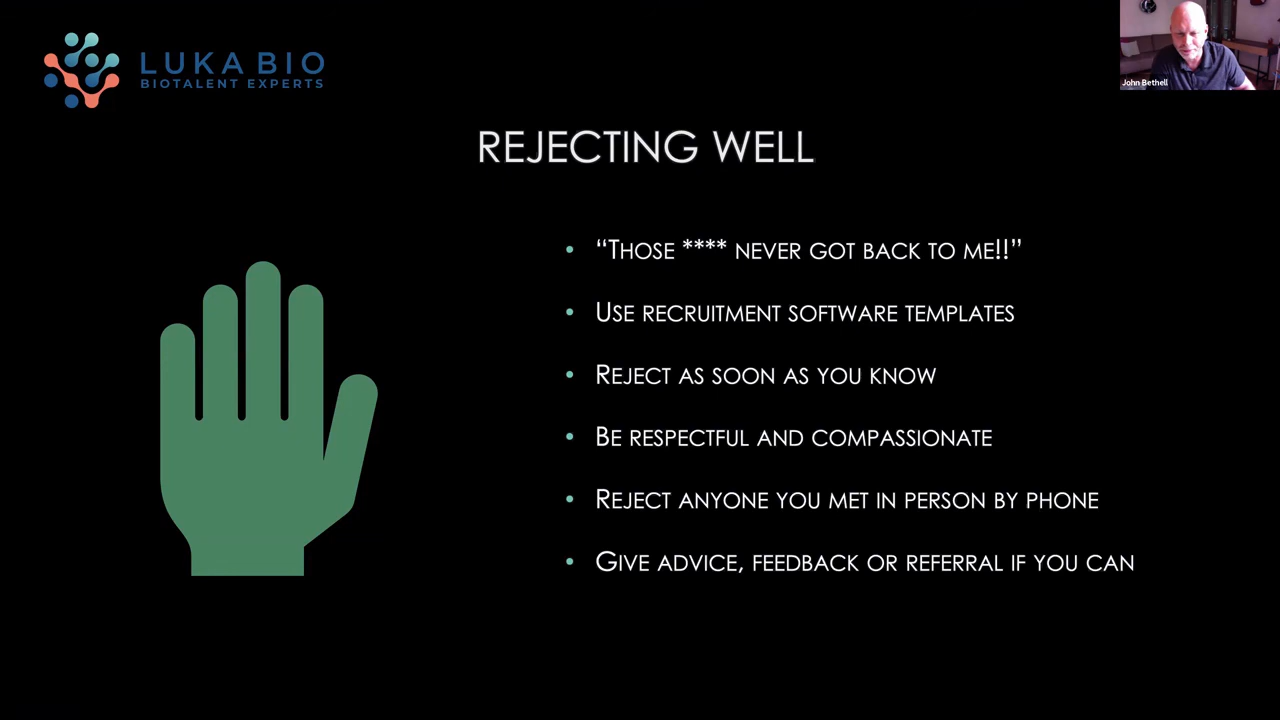 LUKA BIO
BIOTALENT EXPERTS
John Bethell
REJECTING WELL
• “THOSE **** NEVER GOT BACK TO ME!!”
• USE RECRUITMENT SOFTWARE TEMPLATES
• REJECT AS SOON AS YOU KNOW
• BE RESPECTFUL AND COMPASSIONATE
• REJECT ANYONE YOU MET IN PERSON BY PHONE
• GIVE ADVICE, FEEDBACK OR REFERRAL IF YOU CAN